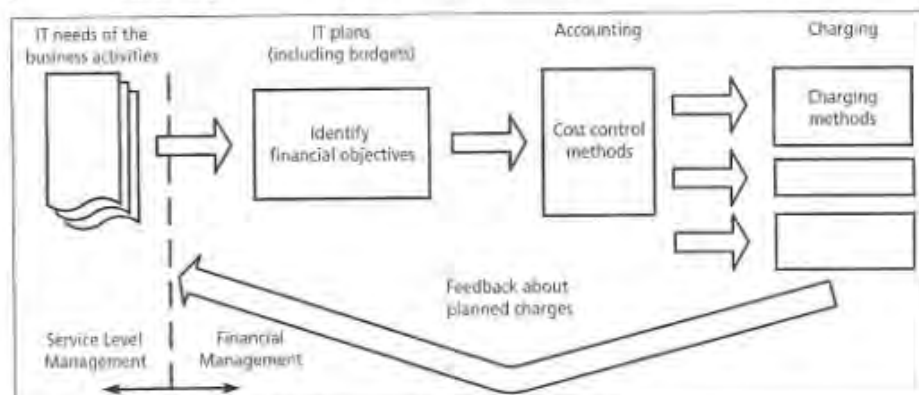 IT needs of the
business activities
IT plans
(including budgets)
Accounting
Charging
Identify
financial objectives
Cost control
methods
Charging
methods
Feedback about
planned charges
Service Level
Management
Financial
Management